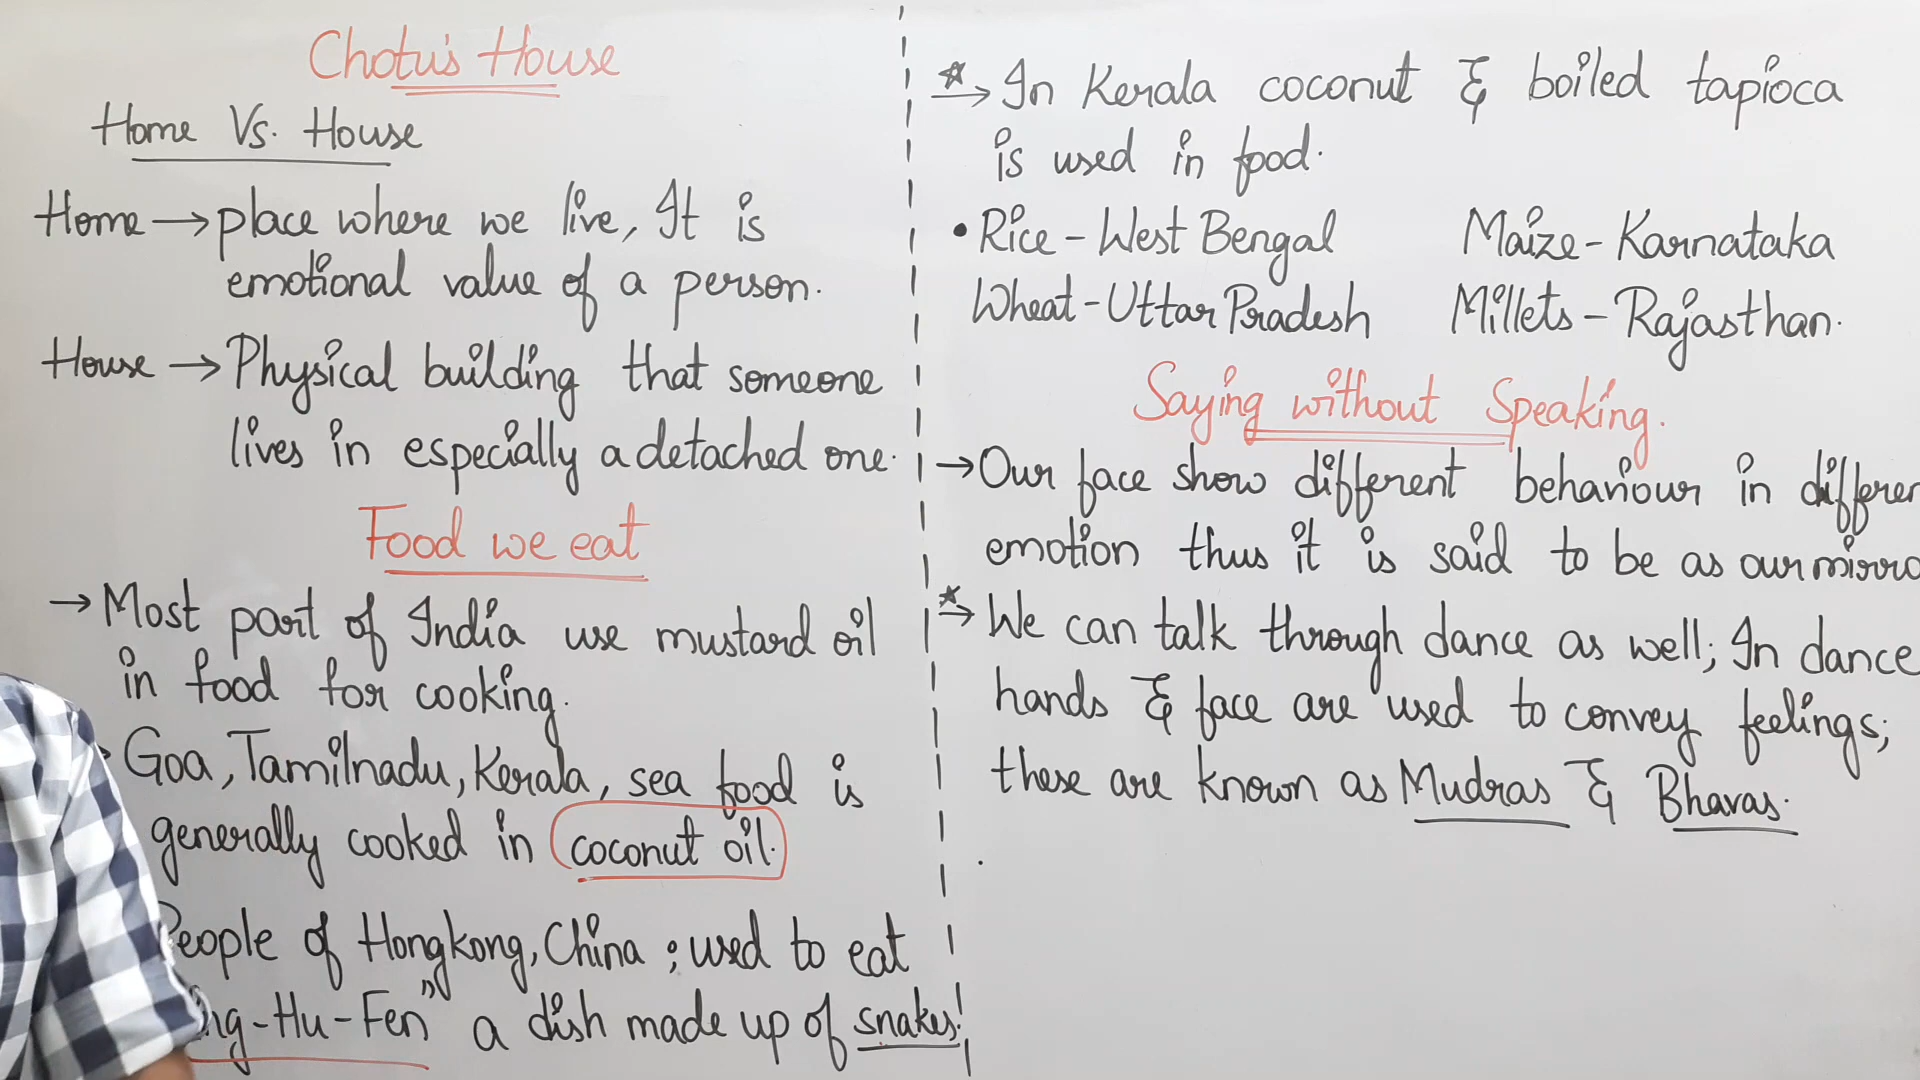 Chotu's House
Home Vs. House
Home → place where we live, It is
emotional value of a person.
House → Physical building that someone
lives in especially a detached one.
Food we eat
→ Most part of India use mustard oil
in food for cooking.
Goa, Tamilnadu, Kerala, sea food is
generally cooked in coconut oil.
People of Hongkong, China ; used to eat
ng-Hu-Fen" a dish made up of snakes!
☆→ In Kerala coconut & boiled tapioca
is used in food.
• Rice - West Bengal Maize - Karnataka
Wheat - Uttar Pradesh Millets - Rajasthan.
Saying without Speaking.
→ Our face show different behaviour in differen
emotion thus it is said to be as our mirro
☆→ We can talk through dance as well; In dance
hands & face are used to convey feelings;
these are known as Mudras & Bhavas.